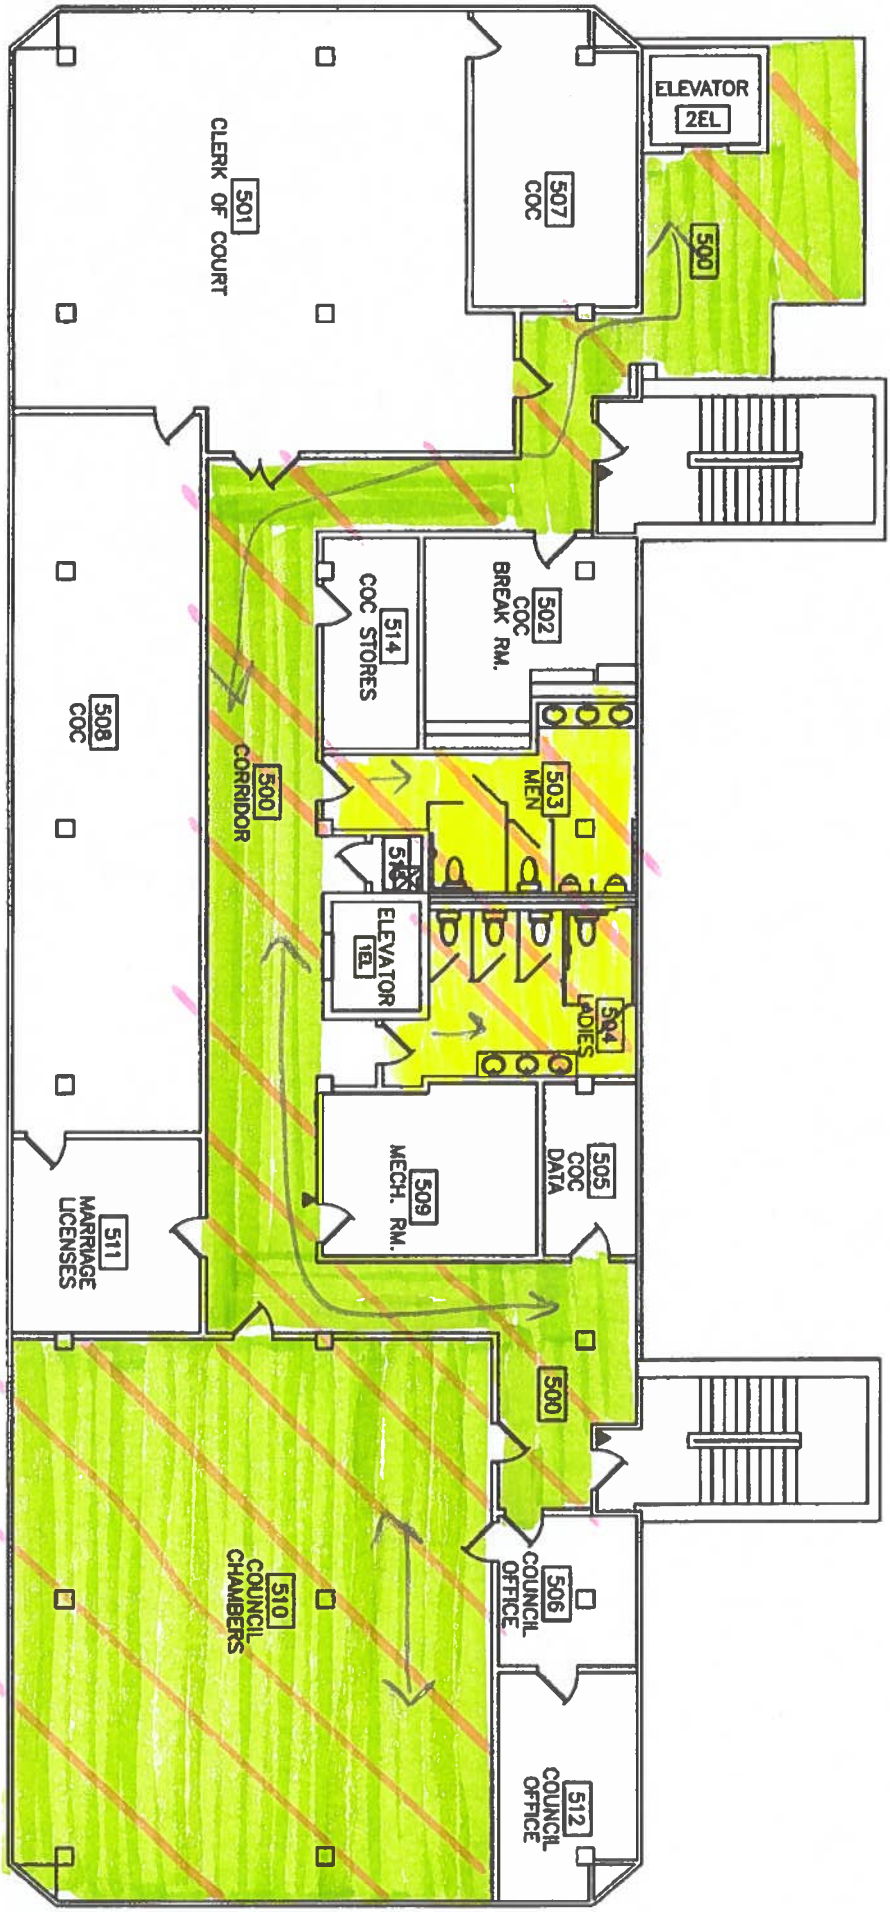 ELEVATOR
2EL
500
507
COC
501
CLERK OF COURT
502
COC
BREAK RM.
514
COC STORES
508
COC
500
CORRIDOR
503
MEN
ELEVATOR
1EL
504
LADIES
505
COC
DATA
509
MECH. RM.
511
MARRIAGE
LICENSES
500
506
COUNCIL
OFFICE
510
COUNCIL
CHAMBERS
512
COUNCIL
OFFICE